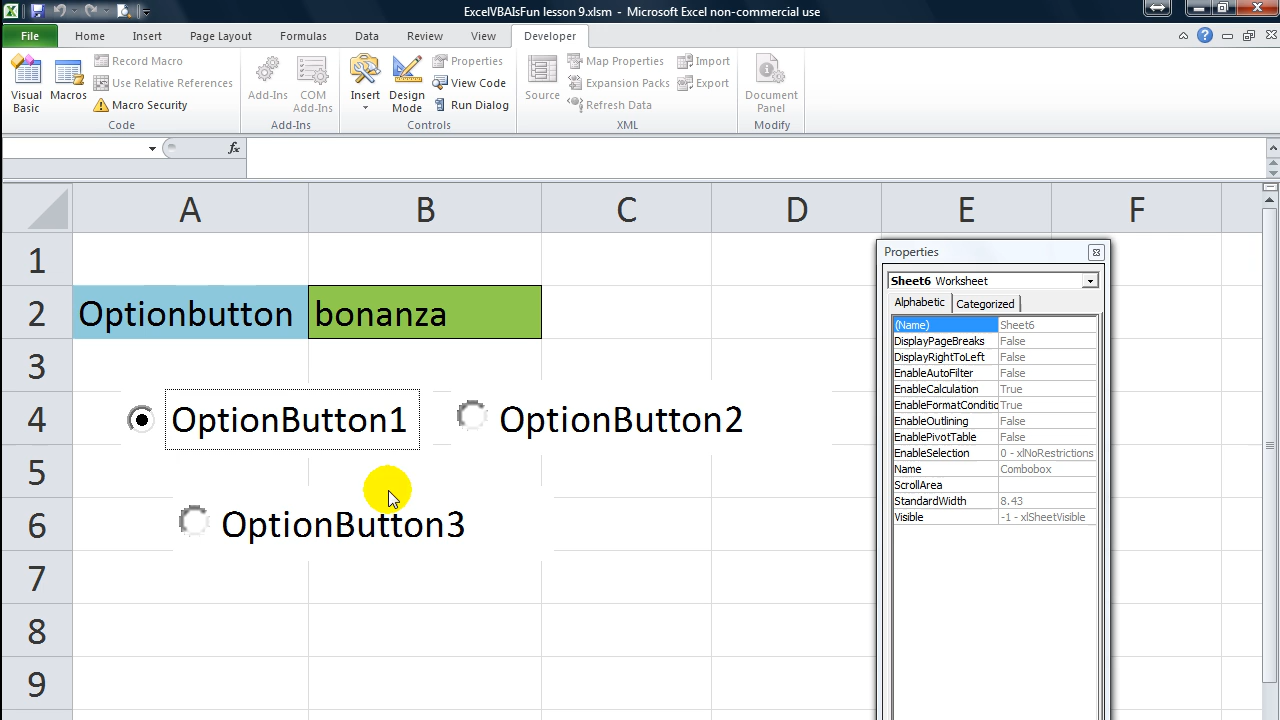 ExcelVBAIsFun lesson 9.xlsm - Microsoft Excel non-commercial use
File Home Insert Page Layout Formulas Data Review View Developer
Visual Basic
Macros
Record Macro
Use Relative References
Macro Security
Code
Add-Ins
COM Add-Ins
Add-Ins
Insert
Design Mode
Properties
View Code
Run Dialog
Controls
Source
Map Properties
Expansion Packs
Refresh Data
Import
Export
XML
Document Panel
Modify
fx
A B C D E F
1
2 Optionbutton bonanza
3
4 OptionButton1 OptionButton2
5
6 OptionButton3
7
8
9
Properties
Sheet6 Worksheet
Alphabetic Categorized
(Name) Sheet6
DisplayPageBreaks False
DisplayRightToLeft False
EnableAutoFilter False
EnableCalculation True
EnableFormatConditic True
EnableOutlining False
EnablePivotTable False
EnableSelection 0 - xlNoRestrictions
Name Combobox
ScrollArea
StandardWidth 8.43
Visible -1 - xlSheetVisible